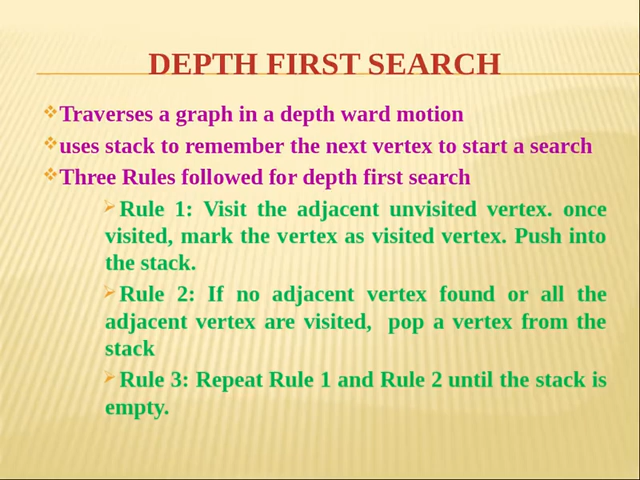 DEPTH FIRST SEARCH
Traverses a graph in a depth ward motion
uses stack to remember the next vertex to start a search
Three Rules followed for depth first search
Rule 1: Visit the adjacent unvisited vertex. once
visited, mark the vertex as visited vertex. Push into
the stack.
Rule 2: If no adjacent vertex found or all the
adjacent vertex are visited, pop a vertex from the
stack
Rule 3: Repeat Rule 1 and Rule 2 until the stack is
empty.